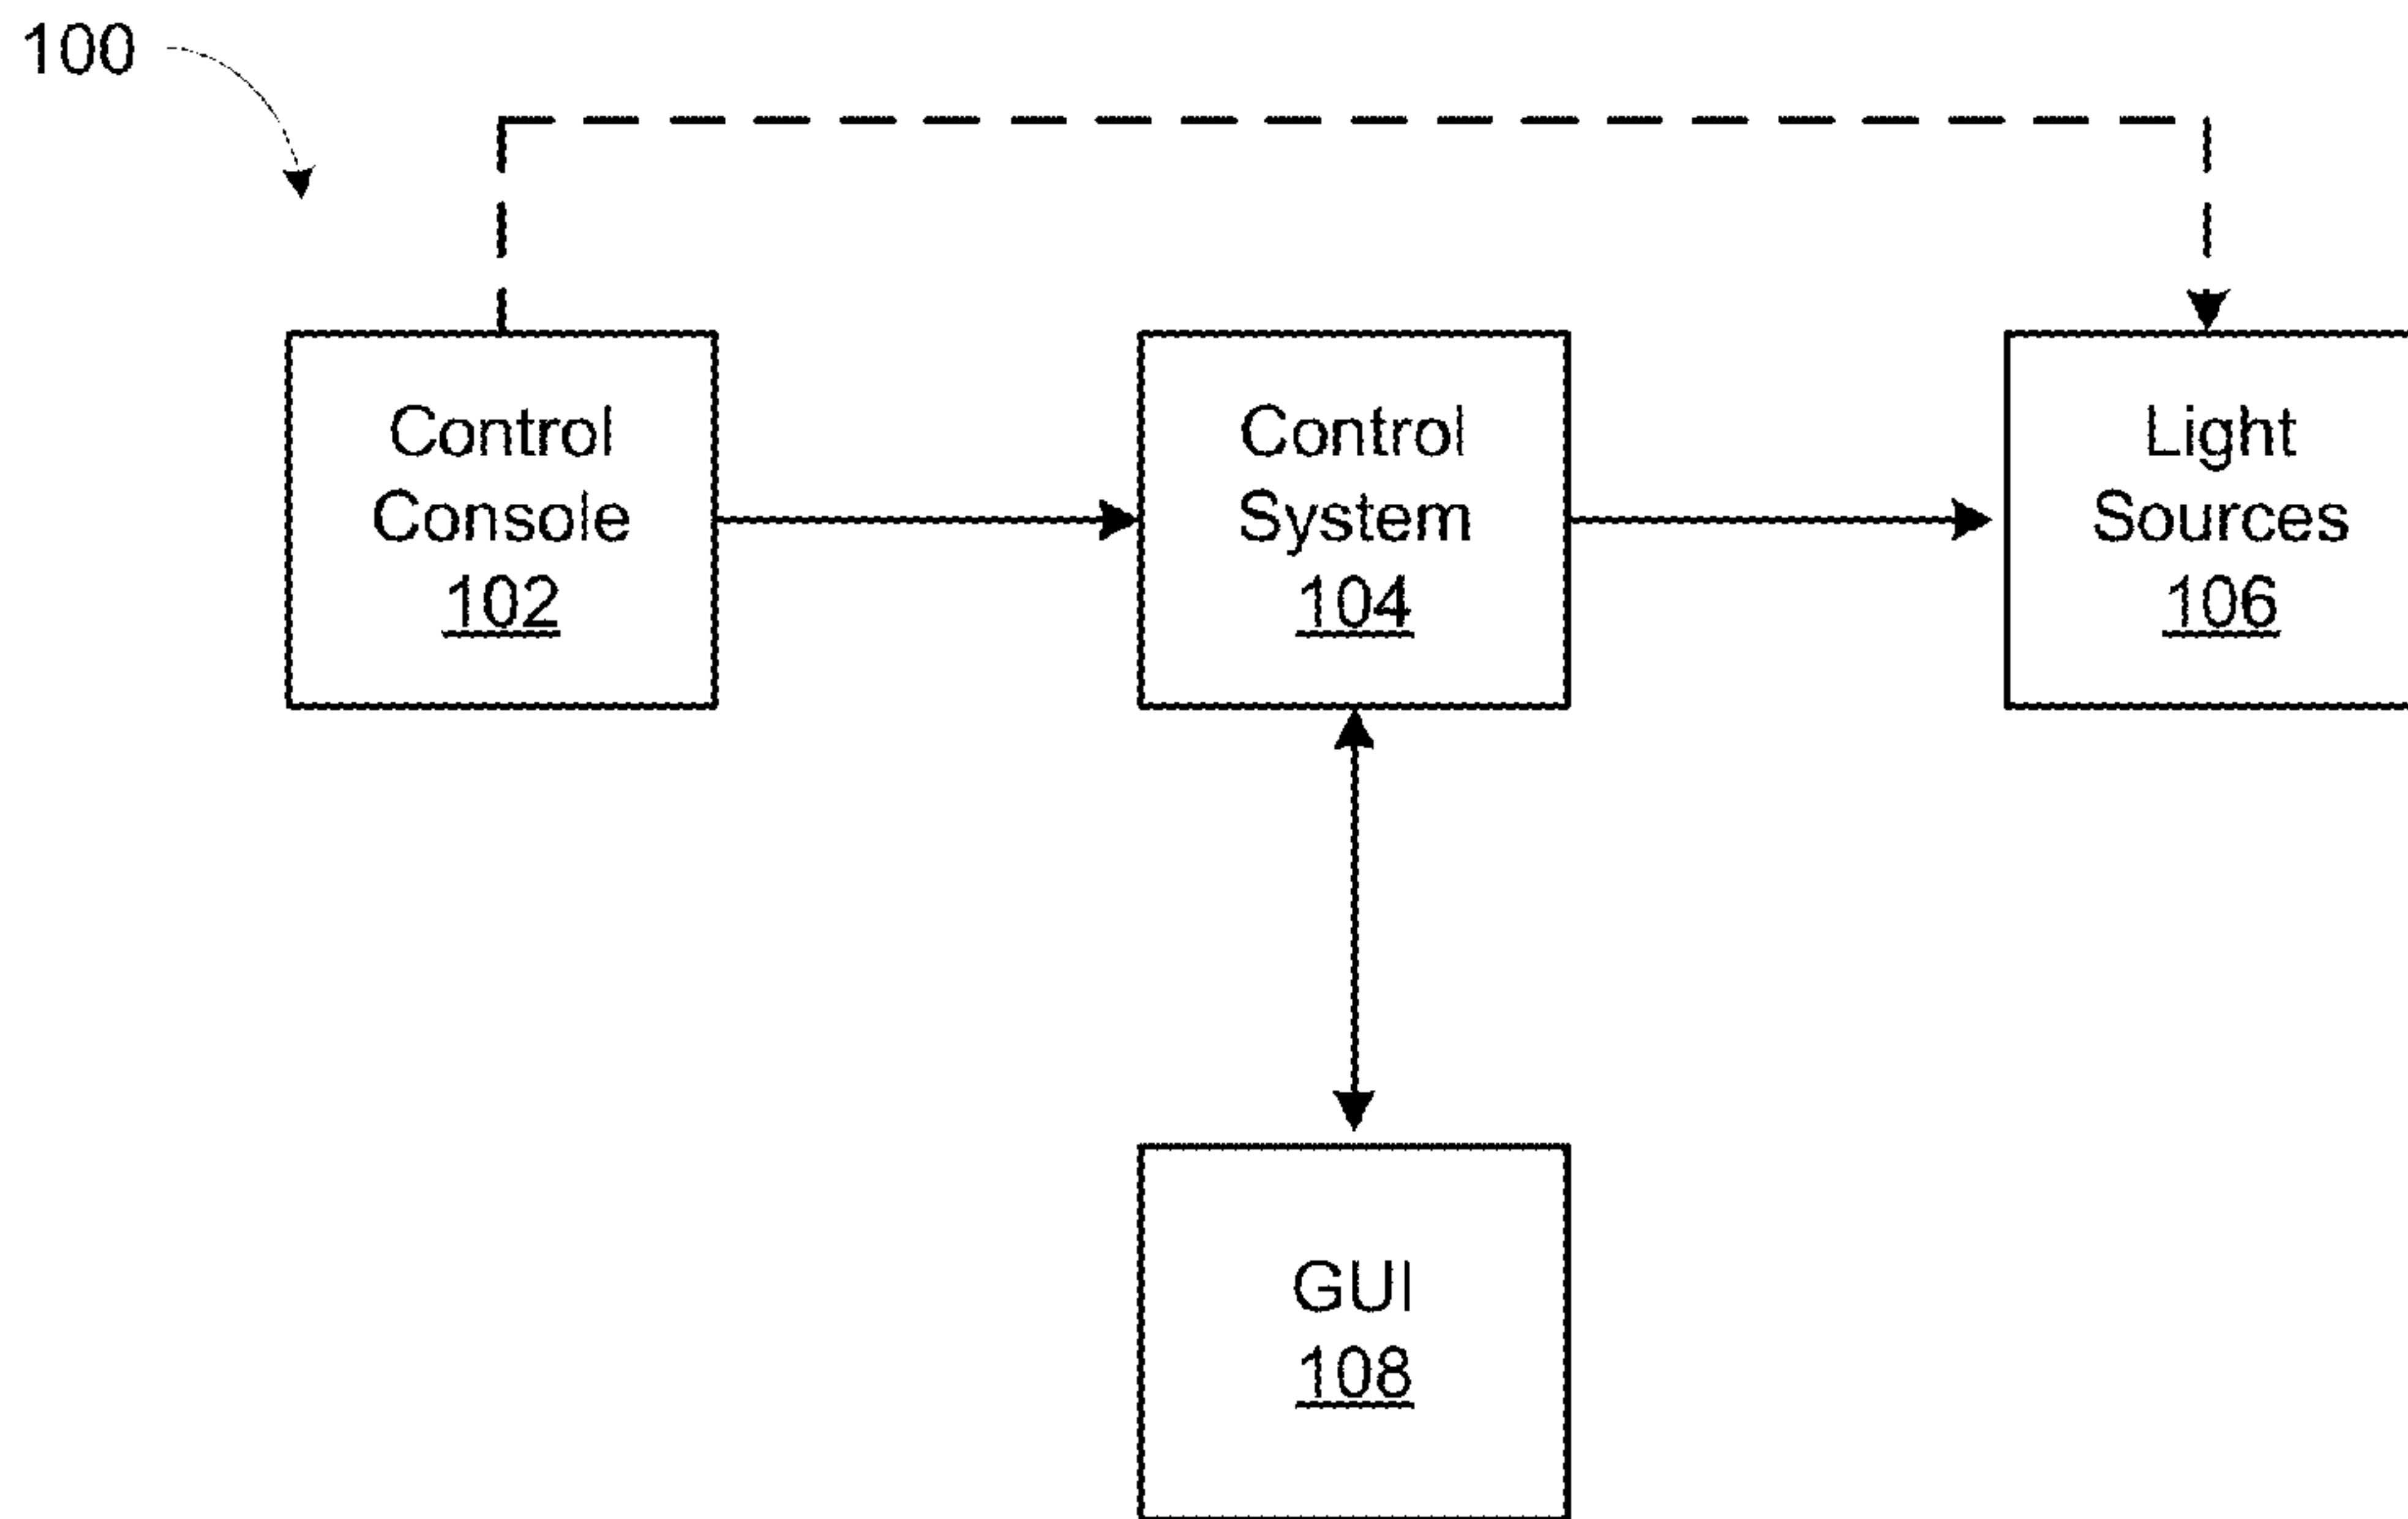 100
Control
Console
102
Control
System
104
Light
Sources
106
GUI
108